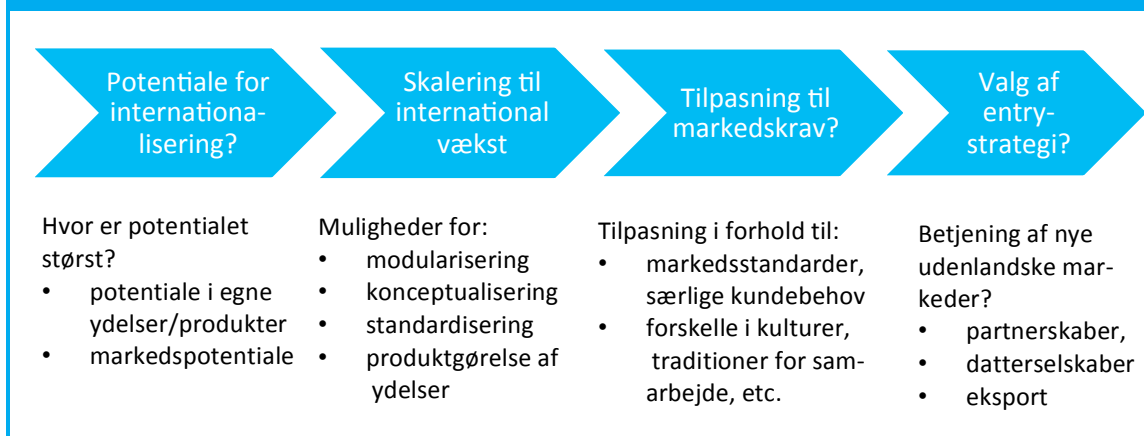 Potentiale for
internationa-
lisering?
Skalering til
international
vækst
Tilpasning til
markedskrav?
Valg af
entry-
strategi?
Hvor er potentialet
størst?
• potentiale i egne
ydelser/produkter
• markedspotentiale
Muligheder for:
• modularisering
• konceptualisering
• standardisering
• produktgørelse af
ydelser
Tilpasning i forhold til:
• markedsstandarder,
særlige kundebehov
• forskelle i kulturer,
traditioner for sam-
arbejde, etc.
Betjening af nye
udenlandske mar-
keder?
• partnerskaber,
• datterselskaber
• eksport